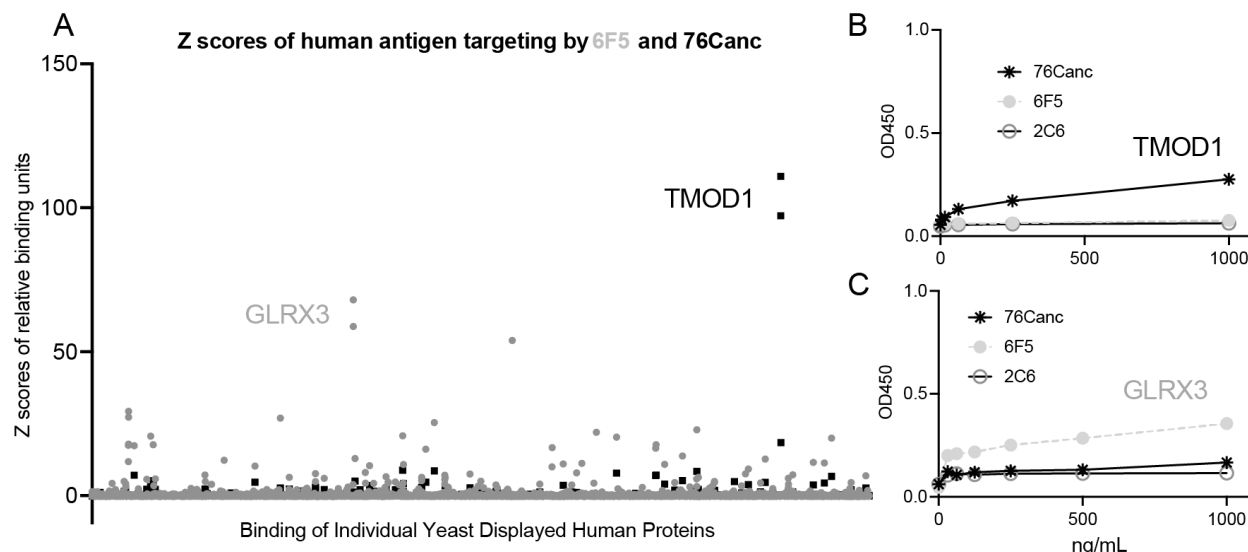 A
Z scores of human antigen targeting by 6F5 and 76Canc
Z scores of relative binding units
150
100
50
0
TMOD1
GLRX3
Binding of Individual Yeast Displayed Human Proteins
B
OD450
1.0
0.5
0.0
76Canc
6F5
2C6
TMOD1
0
500
1000
C
OD450
1.0
0.5
0.0
76Canc
6F5
2C6
GLRX3
0
500
1000
ng/mL